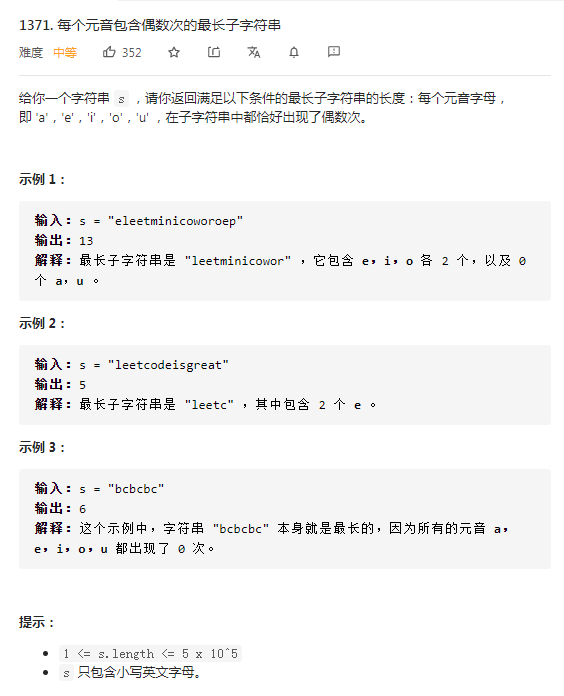 1371. 每个元音包含偶数次的最长子字符串
难度 中等 352
给你一个字符串 s ，请你返回满足以下条件的最长子字符串的长度：每个元音字母，
即 'a'，'e'，'i'，'o'，'u' ，在子字符串中都恰好出现了偶数次。
示例 1：
输入：s = "eleetminicoworoep"
输出：13
解释：最长子字符串是 "leetminicowor" ，它包含 e，i，o 各 2 个，以及 0
个 a，u 。
示例 2：
输入：s = "leetcodeisgreat"
输出：5
解释：最长子字符串是 "leetc" ，其中包含 2 个 e 。
示例 3：
输入：s = "bcbcbc"
输出：6
解释：这个示例中，字符串 "bcbcbc" 本身就是最长的，因为所有的元音 a，
e，i，o，u 都出现了 0 次。
提示：
1 <= s.length <= 5 x 10^5
s 只包含小写英文字母。